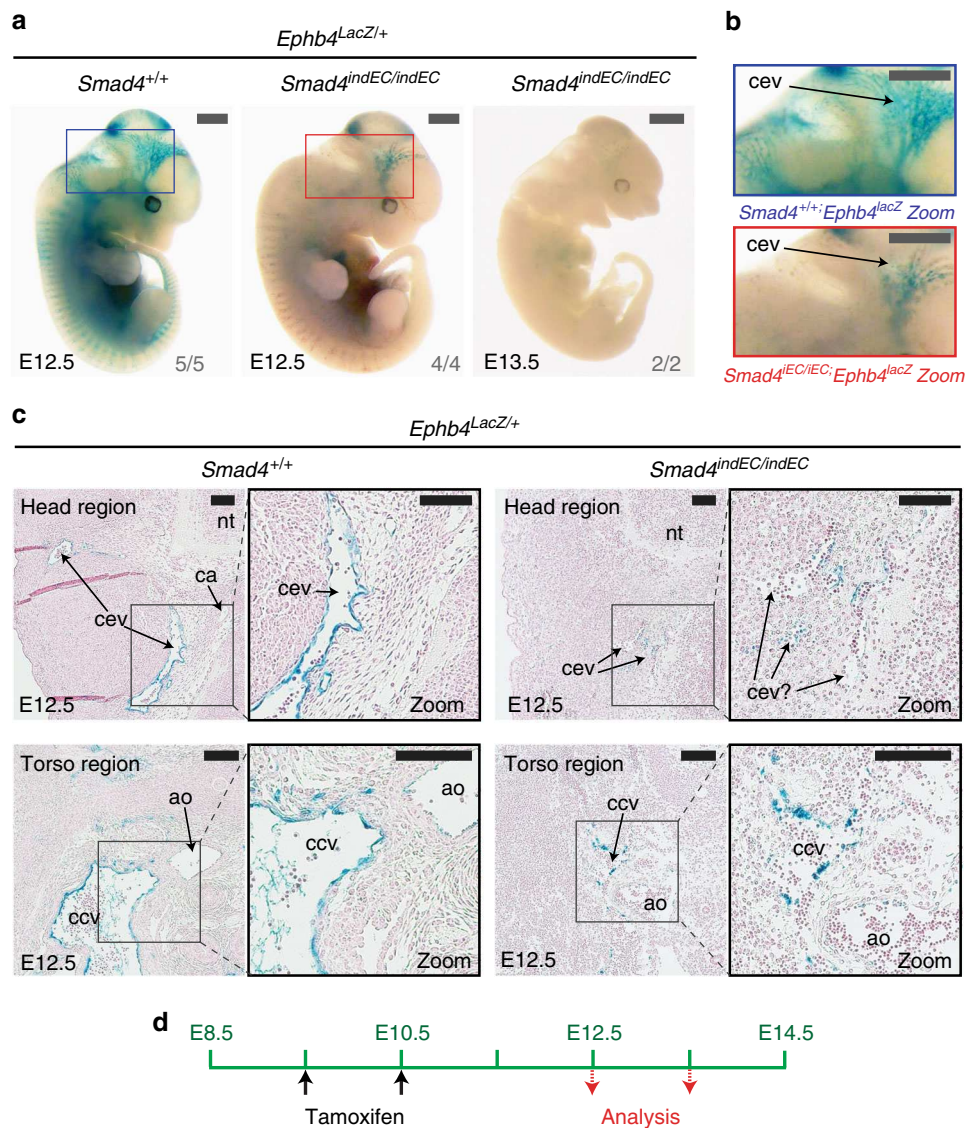 a
Ephb4LacZ/+
Smad4+/+
Smad4indEC/indEC
Smad4indEC/indEC
E12.5
5/5
E12.5
4/4
E13.5
2/2
b
cev
Smad4+/+;Ephb4lacZ Zoom
cev
Smad4iEC/iEC;Ephb4lacZ Zoom
c
Ephb4LacZ/+
Smad4+/+
Smad4indEC/indEC
Head region
nt
ca
cev
E12.5
cev
Zoom
Head region
nt
cev
E12.5
cev?
Zoom
Torso region
ao
ccv
E12.5
ao
ccv
Zoom
Torso region
ccv
ao
E12.5
ccv
ao
Zoom
d
E8.5 E10.5 E12.5 E14.5
Tamoxifen Analysis